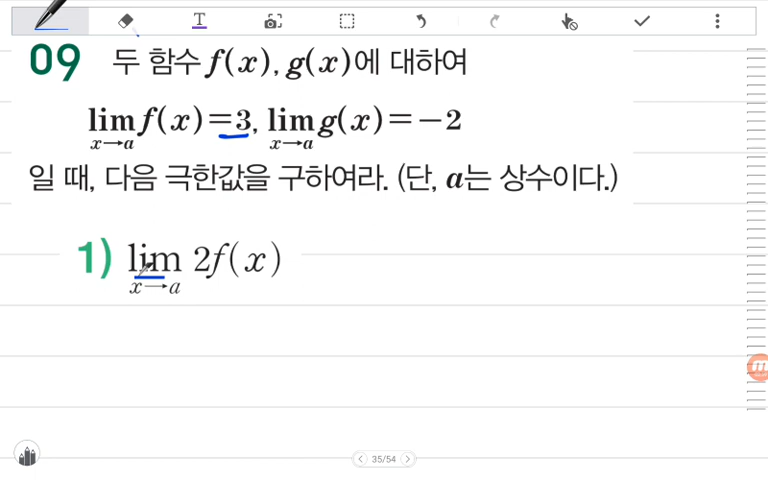 T
09 두 함수 f(x), g(x)에 대하여
lim f(x)=3, lim g(x)=−2
x→a x→a
일 때, 다음 극한값을 구하여라. (단, a는 상수이다.)
1) lim 2f(x)
x→a
35/54